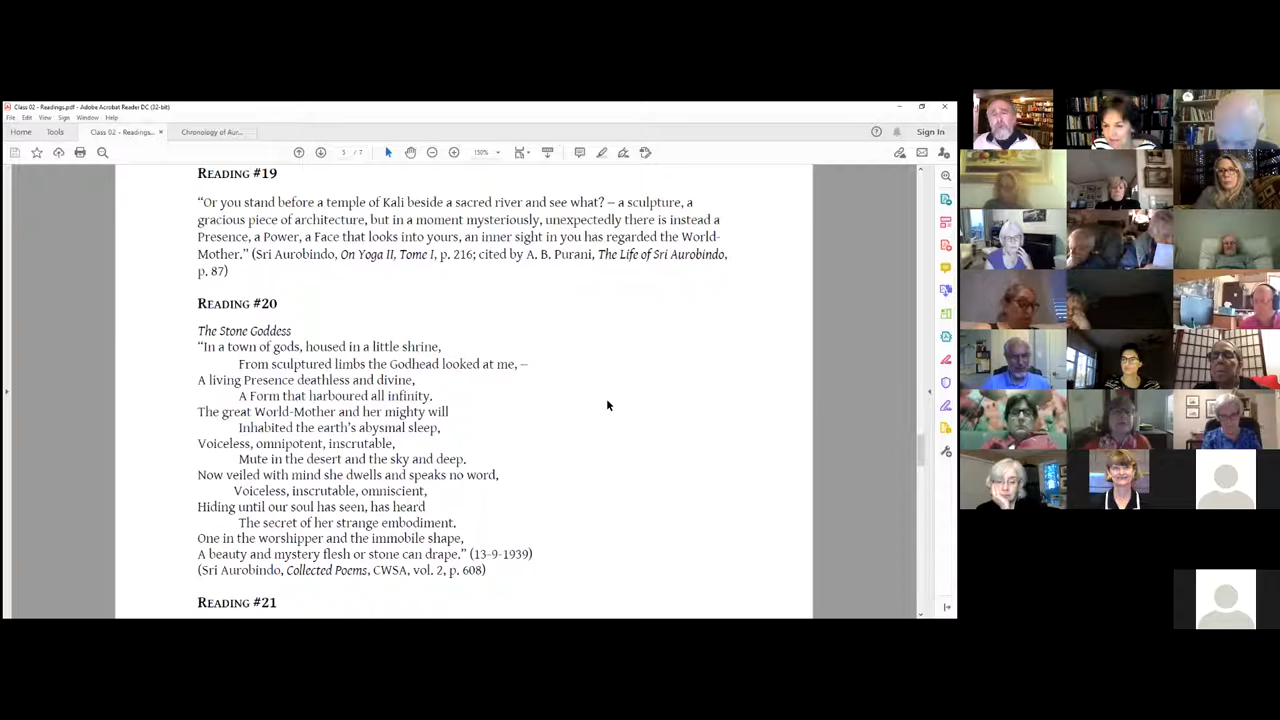 Class 02 - Readings.pdf - Adobe Acrobat Reader DC (32-bit)
File Edit View Sign Window Help
Home Tools Class 02 - Readings... × Chronology of Aur... Sign In
5 / 7 150%
READING #19
“Or you stand before a temple of Kali beside a sacred river and see what? – a sculpture, a
gracious piece of architecture, but in a moment mysteriously, unexpectedly there is instead a
Presence, a Power, a Face that looks into yours, an inner sight in you has regarded the World-
Mother.” (Sri Aurobindo, On Yoga II, Tome I, p. 216; cited by A. B. Purani, The Life of Sri Aurobindo,
p. 87)
READING #20
The Stone Goddess
“In a town of gods, housed in a little shrine,
From sculptured limbs the Godhead looked at me, –
A living Presence deathless and divine,
A Form that harboured all infinity.
The great World-Mother and her mighty will
Inhabited the earth’s abysmal sleep,
Voiceless, omnipotent, inscrutable,
Mute in the desert and the sky and deep.
Now veiled with mind she dwells and speaks no word,
Voiceless, inscrutable, omniscient,
Hiding until our soul has seen, has heard
The secret of her strange embodiment.
One in the worshipper and the immobile shape,
A beauty and mystery flesh or stone can drape.” (13-9-1939)
(Sri Aurobindo, Collected Poems, CWSA, vol. 2, p. 608)
READING #21